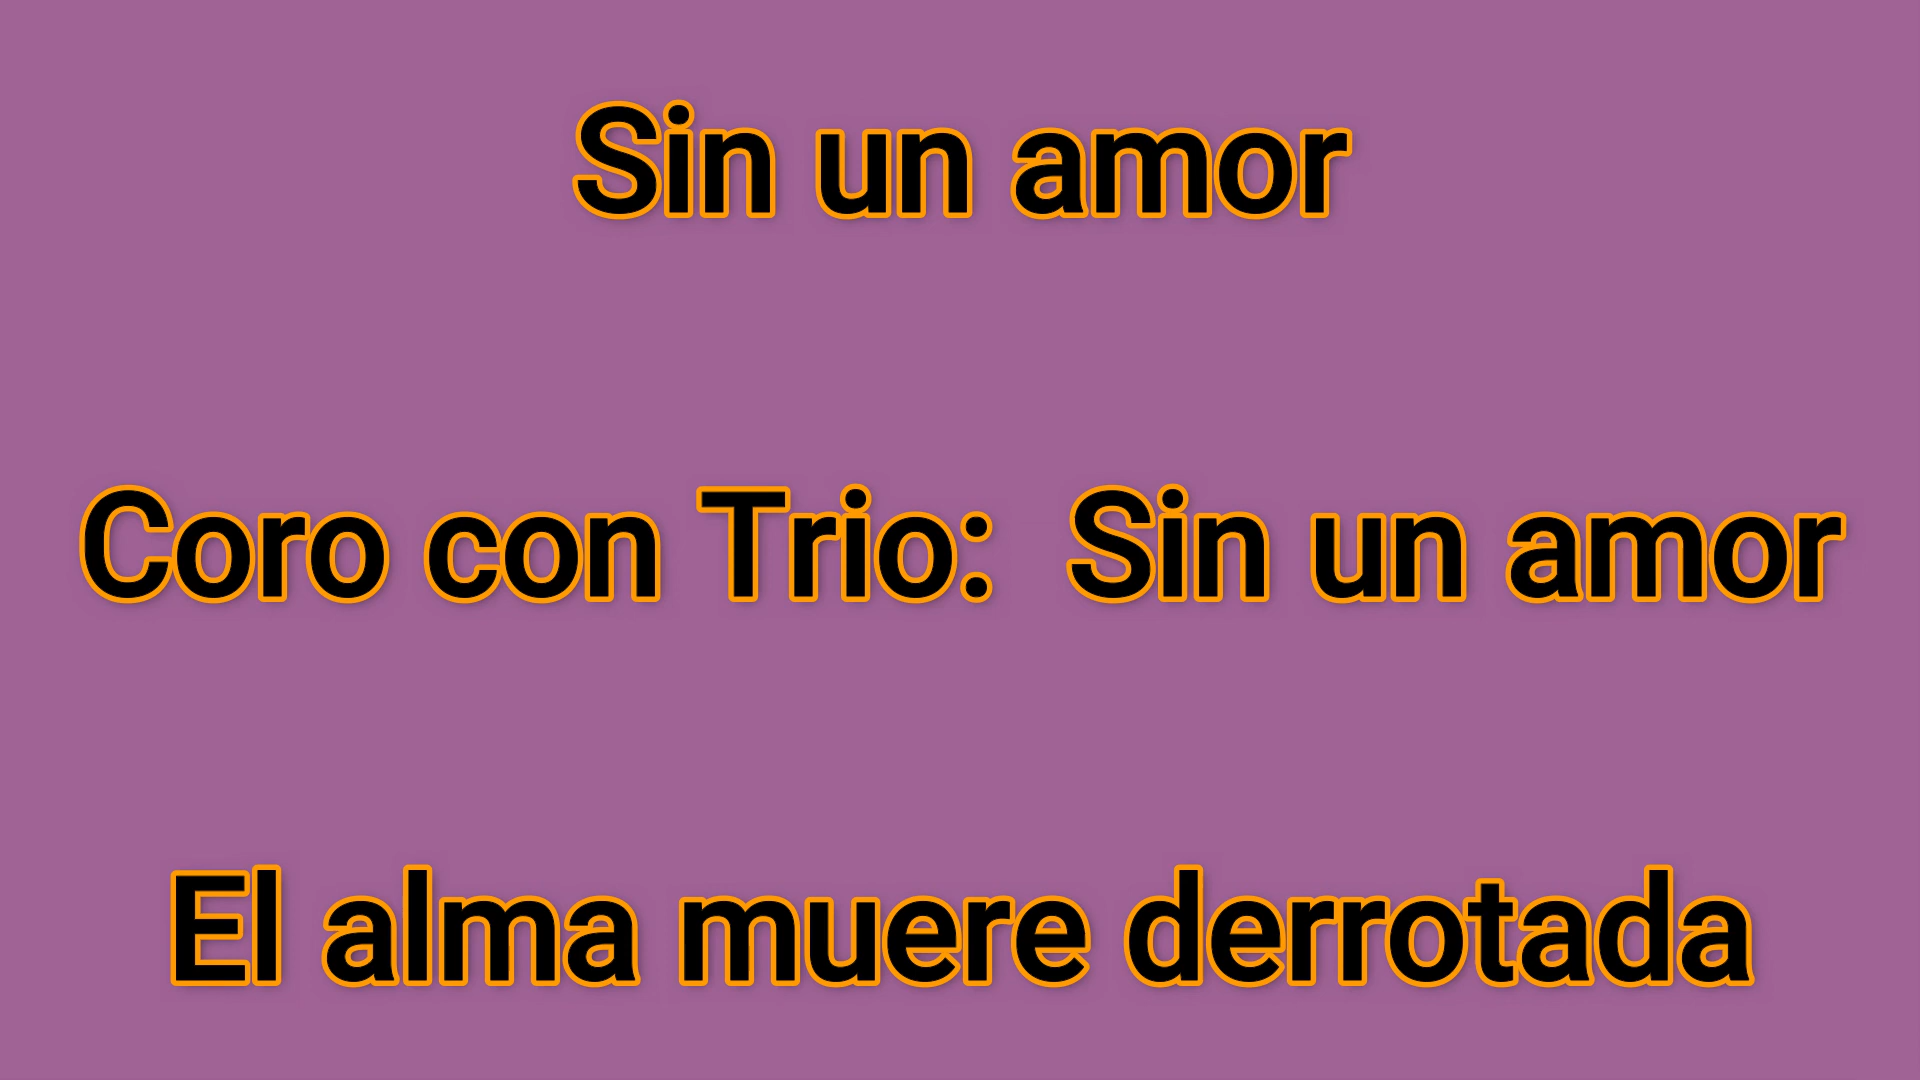 Sin un amor
Coro con Trio:  Sin un amor
El alma muere derrotada